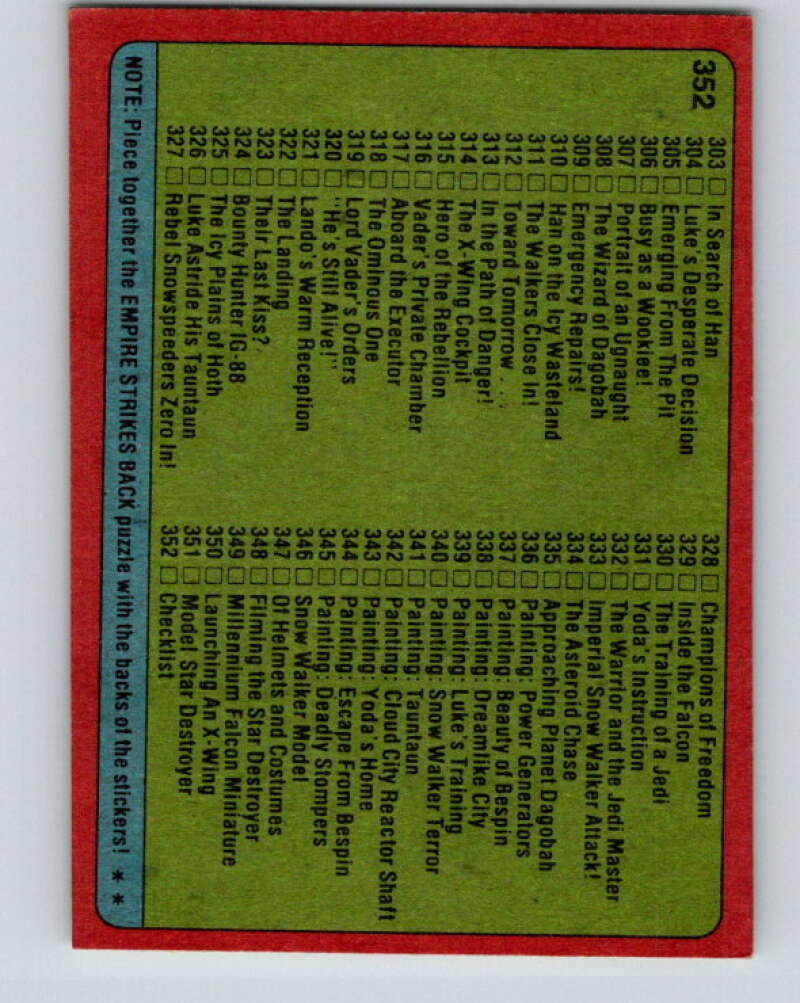 352
303 In Search of Han
304 Luke's Desperate Decision
305 Emerging From The Pit
306 Busy as a Wookiee!
307 Portrait of an Ugnaught
308 The Wizard of Dagobah
309 Emergency Repairs!
310 Han on the Icy Wasteland
311 The Walkers Close In!
312 Toward Tomorrow . . .
313 In the Path of Danger!
314 The X-Wing Cockpit
315 Hero of the Rebellion
316 Vader's Private Chamber
317 Aboard the Executor
318 The Ominous One
319 Lord Vader's Orders
320 "He's Still Alive!"
321 Lando's Warm Reception
322 The Landing
323 Their Last Kiss?
324 Bounty Hunter IG-88
325 The Icy Plains of Hoth
326 Luke Astride His Tauntaun
327 Rebel Snowspeeders Zero In!
328 Champions of Freedom
329 Inside the Falcon
330 The Training of a Jedi
331 Yoda's Instruction
332 The Warrior and the Jedi Master
333 Imperial Snow Walker Attack!
334 The Asteroid Chase
335 Approaching Planet Dagobah
336 Painting: Power Generators
337 Painting: Beauty of Bespin
338 Painting: Dreamlike City
339 Painting: Luke's Training
340 Painting: Snow Walker Terror
341 Painting: Tauntaun
342 Painting: Cloud City Reactor Shaft
343 Painting: Yoda's Home
344 Painting: Escape From Bespin
345 Painting: Deadly Stompers
346 Snow Walker Model
347 Of Helmets and Costumes
348 Filming the Star Destroyer
349 Millennium Falcon Miniature
350 Launching An X-Wing
351 Model Star Destroyer
352 Checklist
NOTE: Piece together the EMPIRE STRIKES BACK puzzle with the backs of the stickers! * *